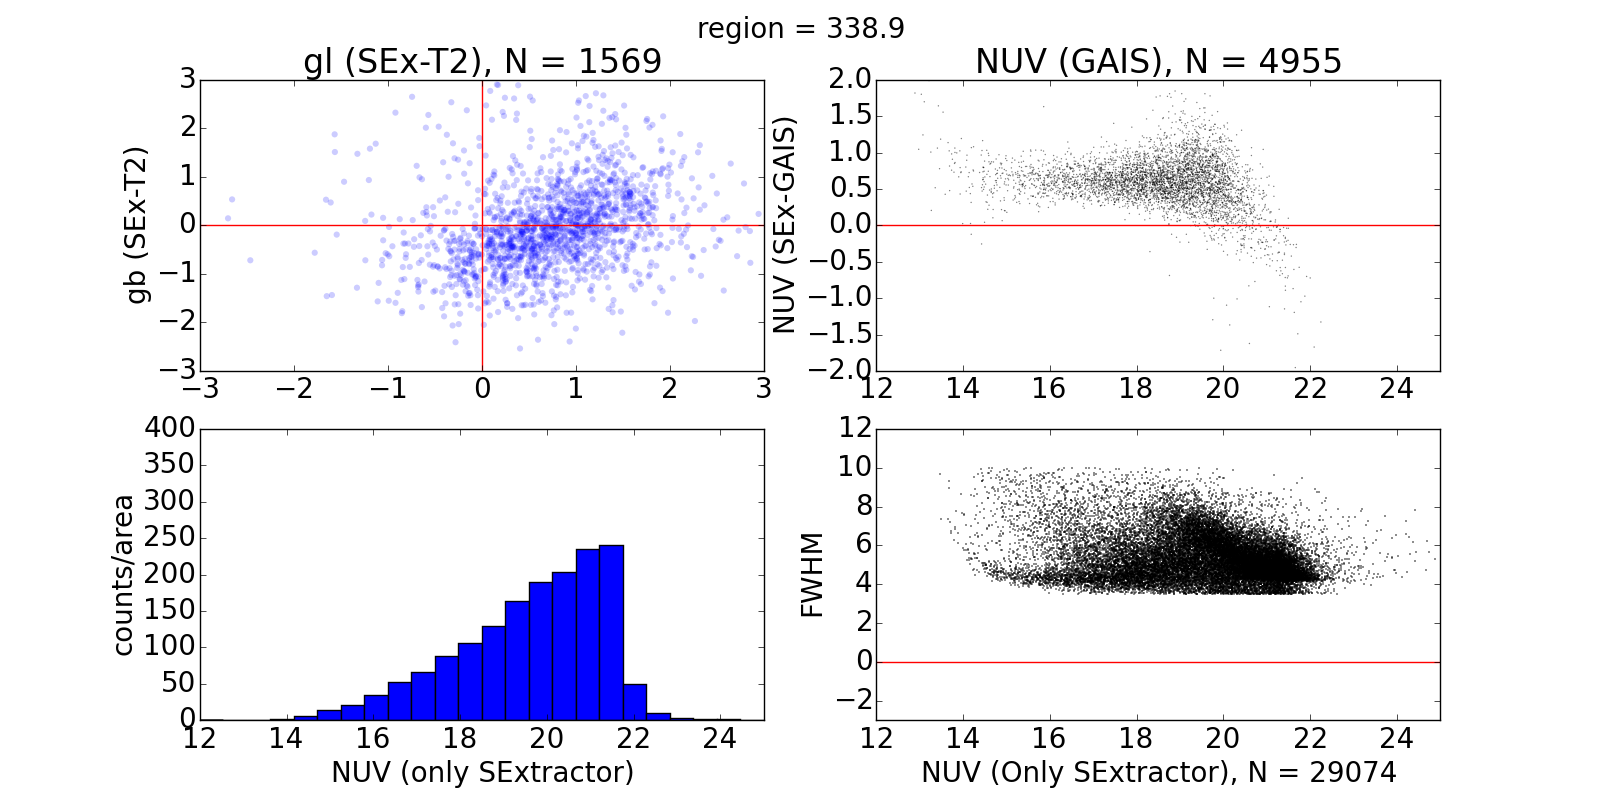 region = 338.9
gl (SEx-T2), N = 1569
NUV (GAIS), N = 4955
gb (SEx-T2)
3
2
1
0
−1
−2
−3
−3 −2 −1 0 1 2 3
NUV (SEx-GAIS)
2.0
1.5
1.0
0.5
0.0
−0.5
−1.0
−1.5
−2.0
12 14 16 18 20 22 24
counts/area
400
350
300
250
200
150
100
50
0
12 14 16 18 20 22 24
NUV (only SExtractor)
FWHM
12
10
8
6
4
2
0
−2
12 14 16 18 20 22 24
NUV (Only SExtractor), N = 29074